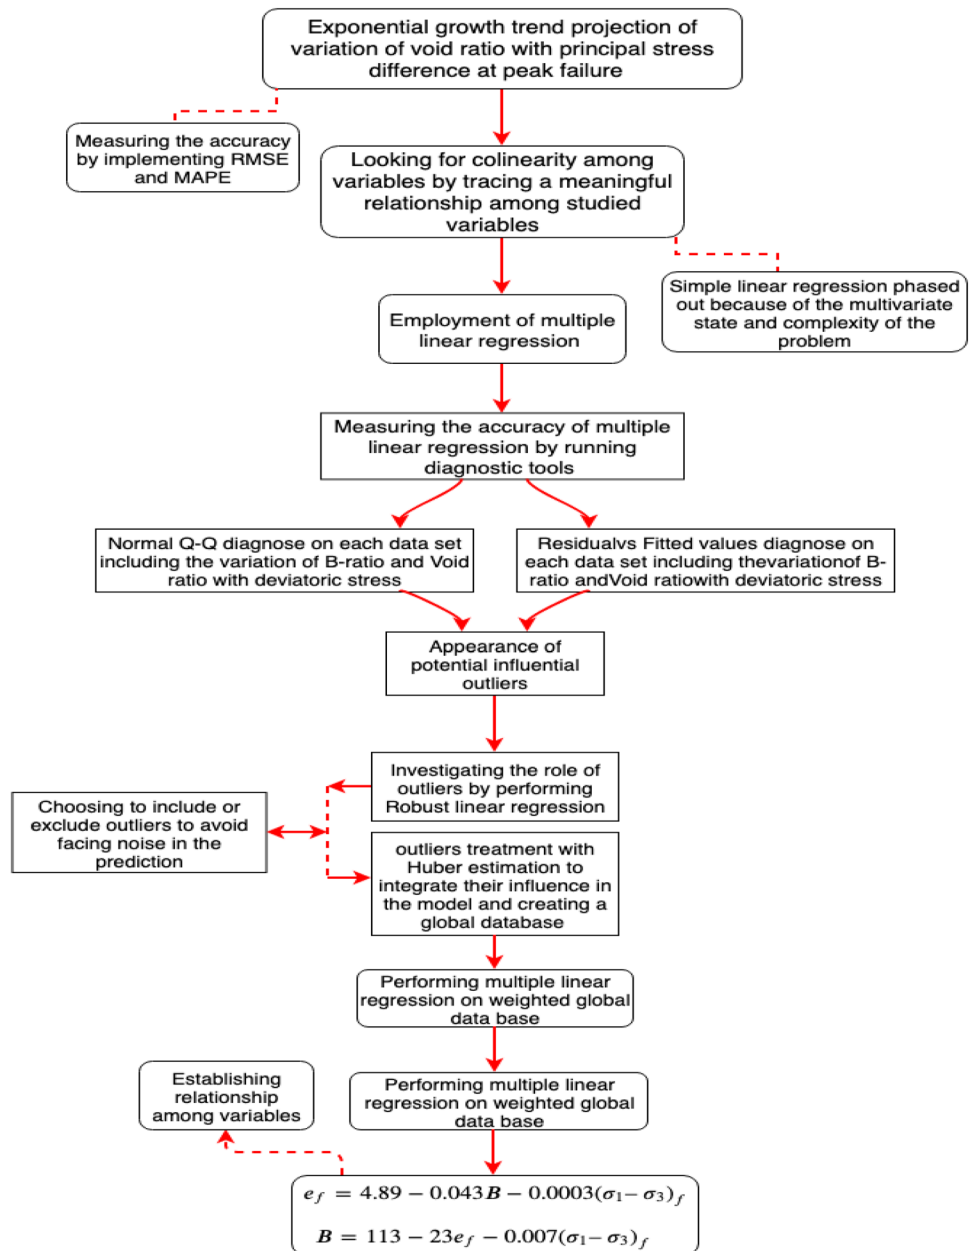 Exponential growth trend projection of
variation of void ratio with principal stress
difference at peak failure
Measuring the accuracy
by implementing RMSE
and MAPE
Looking for colinearity among
variables by tracing a meaningful
relationship among studied
variables
Simple linear regression phased
out because of the multivariate
state and complexity of the
problem
Employment of multiple
linear regression
Measuring the accuracy of multiple
linear regression by running
diagnostic tools
Normal Q-Q diagnose on each data set
including the variation of B-ratio and Void
ratio with deviatoric stress
Residualvs Fitted values diagnose on
each data set including thevariationof B-
ratio andVoid ratiowith deviatoric stress
Appearance of
potential influential
outliers
Investigating the role of
outliers by performing
Robust linear regression
Choosing to include or
exclude outliers to avoid
facing noise in the
prediction
outliers treatment with
Huber estimation to
integrate their influence in
the model and creating a
global database
Performing multiple linear
regression on weighted global
data base
Performing multiple linear
regression on weighted global
data base
Establishing
relationship
among variables
e_f = 4.89 − 0.043B − 0.0003(σ₁− σ₃)_f
B = 113 − 23e_f − 0.007(σ₁− σ₃)_f